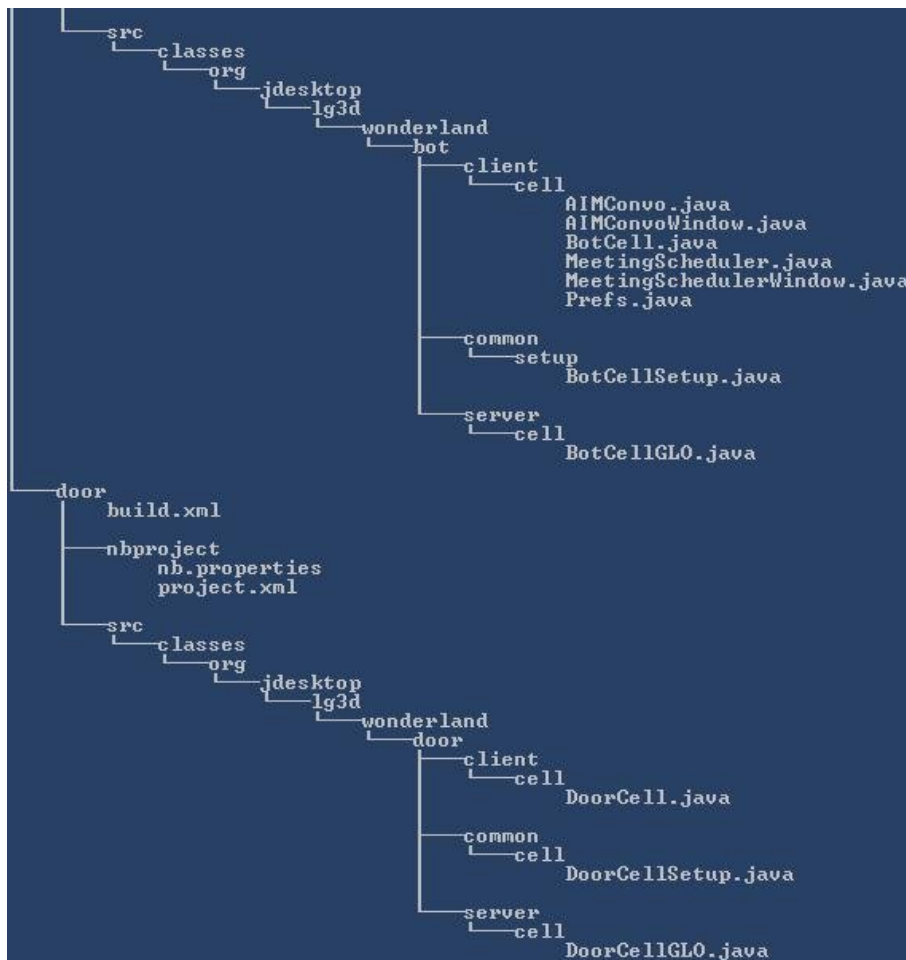 src
classes
org
jdesktop
lg3d
wonderland
bot
client
cell
AIMConvo.java
AIMConvoWindow.java
BotCell.java
MeetingScheduler.java
MeetingSchedulerWindow.java
Prefs.java
common
setup
BotCellSetup.java
server
cell
BotCellGLO.java
door
build.xml
nbproject
nb.properties
project.xml
src
classes
org
jdesktop
lg3d
wonderland
door
client
cell
DoorCell.java
common
cell
DoorCellSetup.java
server
cell
DoorCellGLO.java